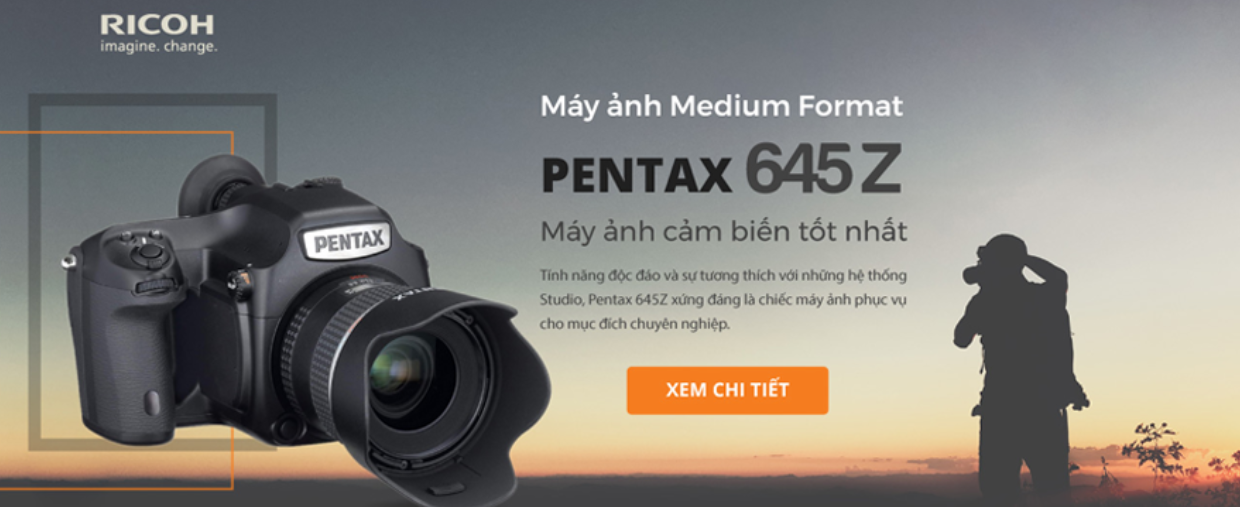 RICOH
imagine. change.
Máy ảnh Medium Format
PENTAX 645Z
Máy ảnh cảm biến tốt nhất
Tính năng độc đáo và sự tương thích với những hệ thống
Studio, Pentax 645Z xứng đáng là chiếc máy ảnh phục vụ
cho mục đích chuyên nghiệp.
XEM CHI TIẾT
PENTAX
PENTAX